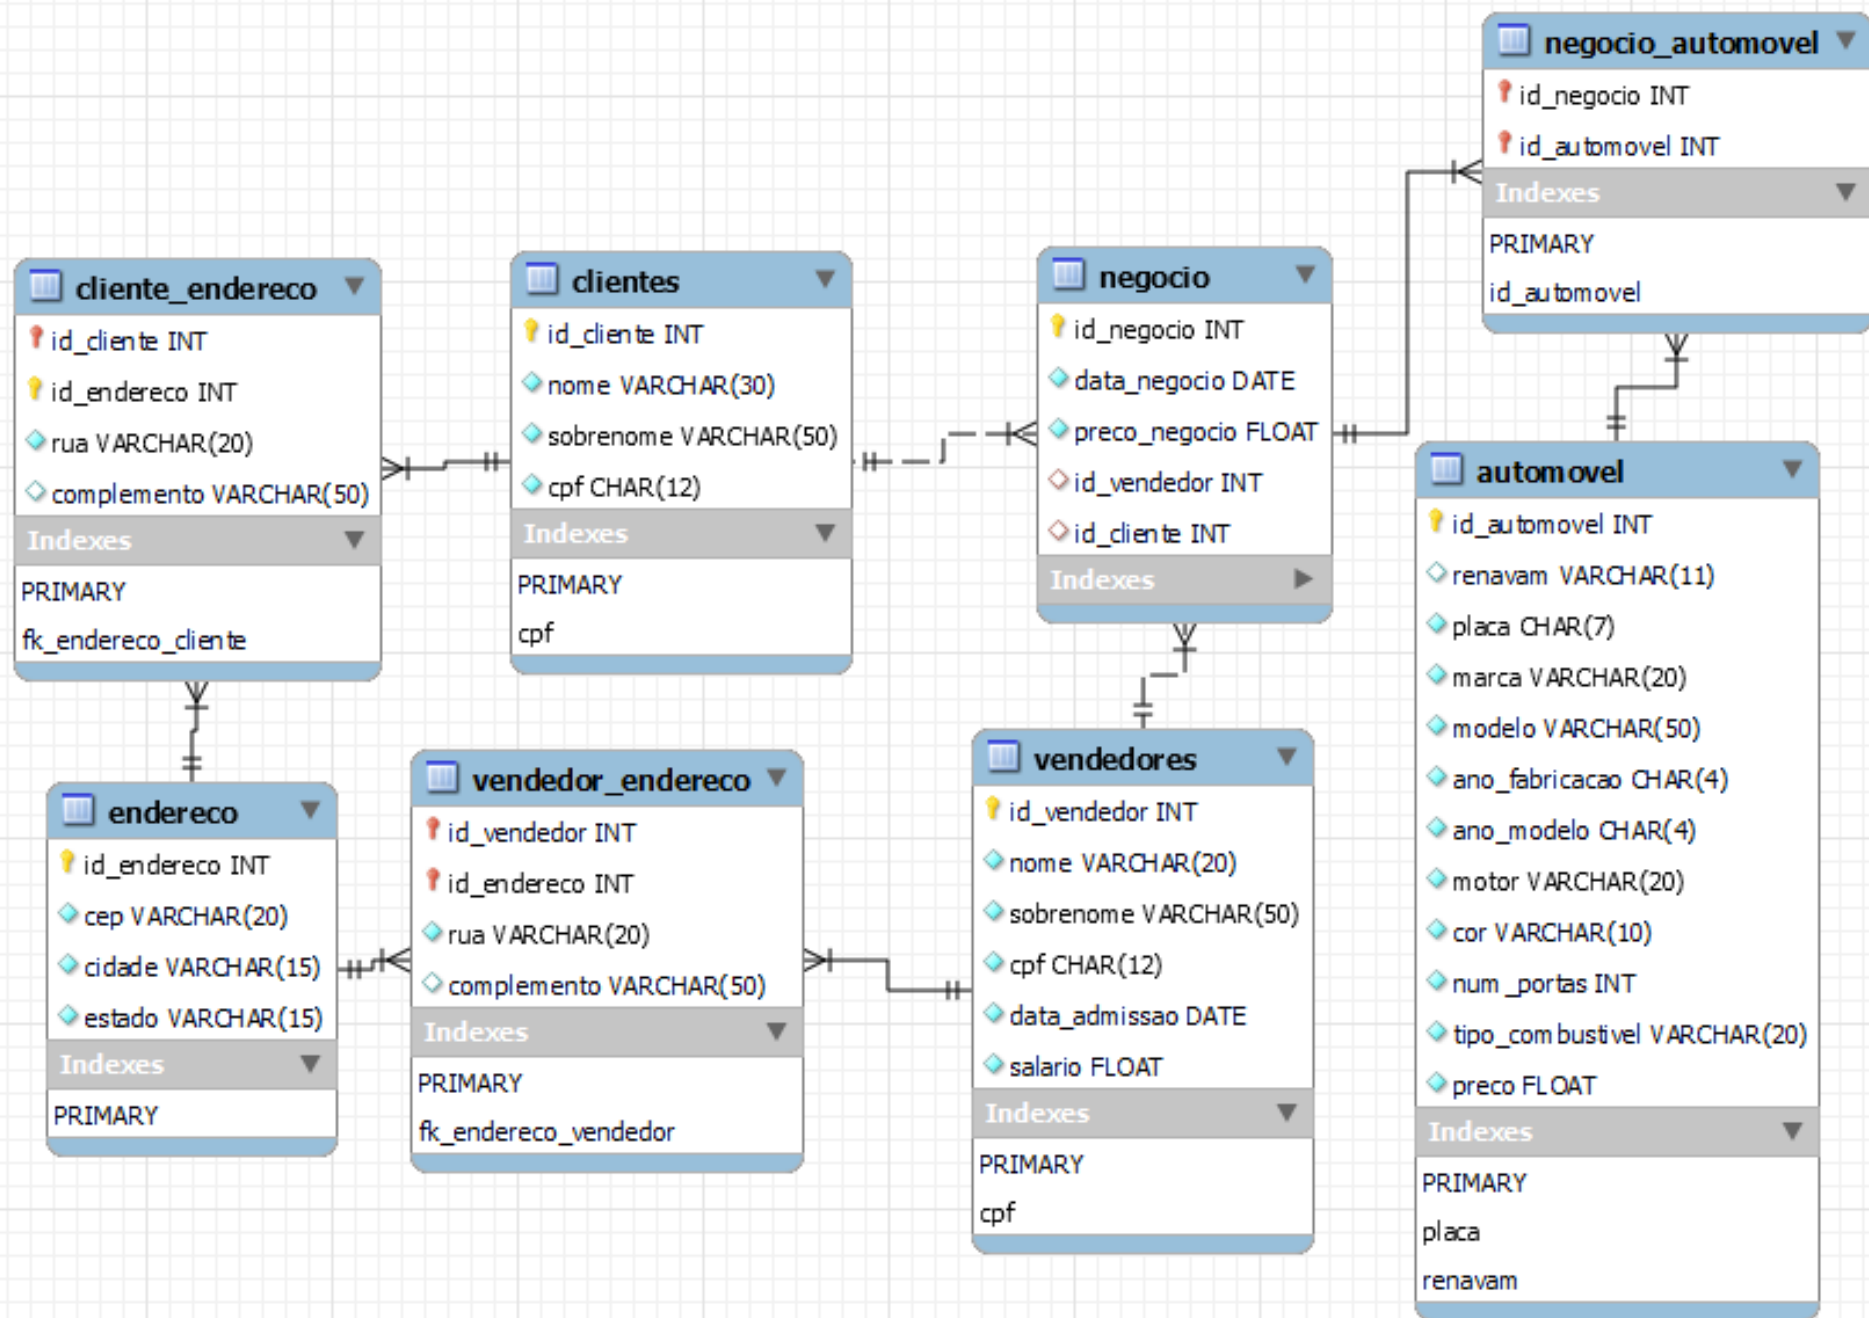 negocio_automovel
id_negocio INT
id_automovel INT
Indexes
PRIMARY
id_automovel
cliente_endereco
id_cliente INT
id_endereco INT
rua VARCHAR(20)
complemento VARCHAR(50)
Indexes
PRIMARY
fk_endereco_cliente
clientes
id_cliente INT
nome VARCHAR(30)
sobrenome VARCHAR(50)
cpf CHAR(12)
Indexes
PRIMARY
cpf
negocio
id_negocio INT
data_negocio DATE
preco_negocio FLOAT
id_vendedor INT
id_cliente INT
Indexes
automovel
id_automovel INT
renavam VARCHAR(11)
placa CHAR(7)
marca VARCHAR(20)
modelo VARCHAR(50)
ano_fabricacao CHAR(4)
ano_modelo CHAR(4)
motor VARCHAR(20)
cor VARCHAR(10)
num_portas INT
tipo_combustivel VARCHAR(20)
preco FLOAT
Indexes
PRIMARY
placa
renavam
endereco
id_endereco INT
cep VARCHAR(20)
cidade VARCHAR(15)
estado VARCHAR(15)
Indexes
PRIMARY
vendedor_endereco
id_vendedor INT
id_endereco INT
rua VARCHAR(20)
complemento VARCHAR(50)
Indexes
PRIMARY
fk_endereco_vendedor
vendedores
id_vendedor INT
nome VARCHAR(20)
sobrenome VARCHAR(50)
cpf CHAR(12)
data_admissao DATE
salario FLOAT
Indexes
PRIMARY
cpf